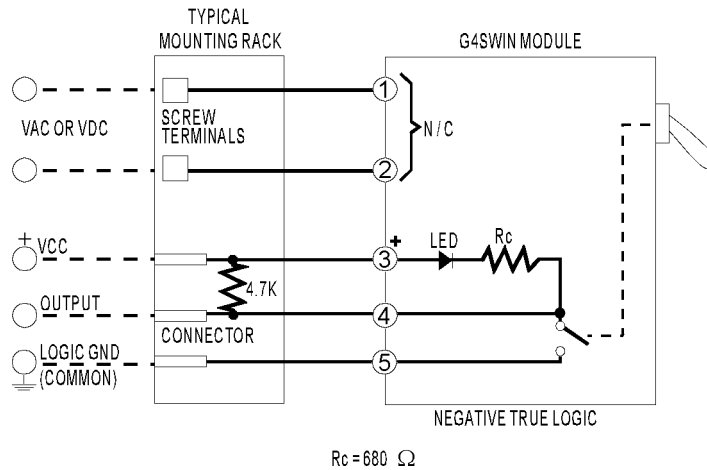 TYPICAL
MOUNTING RACK
G4SWIN MODULE
1
VAC OR VDC
SCREW
TERMINALS
N/C
2
+
VCC
3
+
LED
Rc
4.7K
OUTPUT
4
CONNECTOR
LOGIC GND
(COMMON)
5
NEGATIVE TRUE LOGIC
Rc = 680 Ω